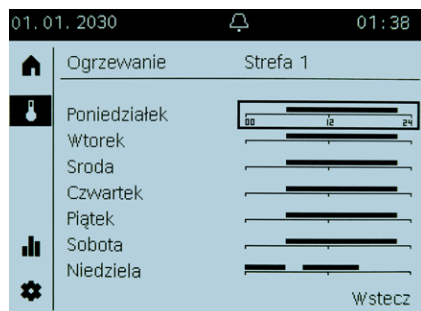 01.01.2030 01:38
Ogrzewanie Strefa 1
Poniedziałek
00 12 24
Wtorek
Sroda
Czwartek
Piątek
Sobota
Niedziela
Wstecz